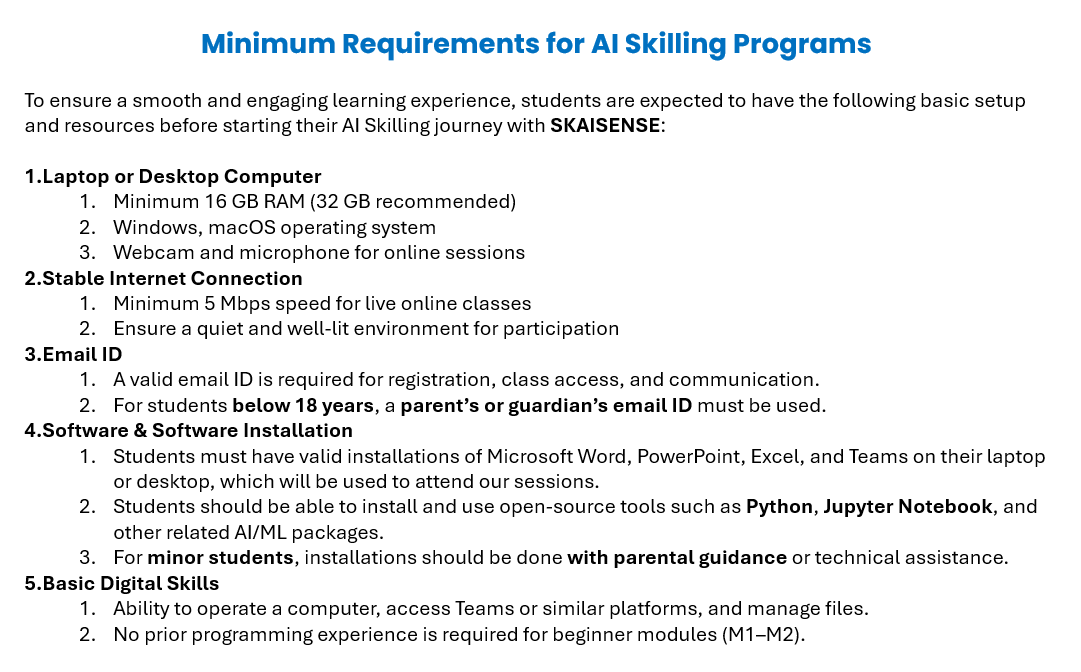 Minimum Requirements for AI Skilling Programs
To ensure a smooth and engaging learning experience, students are expected to have the following basic setup
and resources before starting their AI Skilling journey with SKAISENSE:
1.Laptop or Desktop Computer
1. Minimum 16 GB RAM (32 GB recommended)
2. Windows, macOS operating system
3. Webcam and microphone for online sessions
2.Stable Internet Connection
1. Minimum 5 Mbps speed for live online classes
2. Ensure a quiet and well-lit environment for participation
3.Email ID
1. A valid email ID is required for registration, class access, and communication.
2. For students below 18 years, a parent’s or guardian’s email ID must be used.
4.Software & Software Installation
1. Students must have valid installations of Microsoft Word, PowerPoint, Excel, and Teams on their laptop
or desktop, which will be used to attend our sessions.
2. Students should be able to install and use open-source tools such as Python, Jupyter Notebook, and
other related AI/ML packages.
3. For minor students, installations should be done with parental guidance or technical assistance.
5.Basic Digital Skills
1. Ability to operate a computer, access Teams or similar platforms, and manage files.
2. No prior programming experience is required for beginner modules (M1–M2).